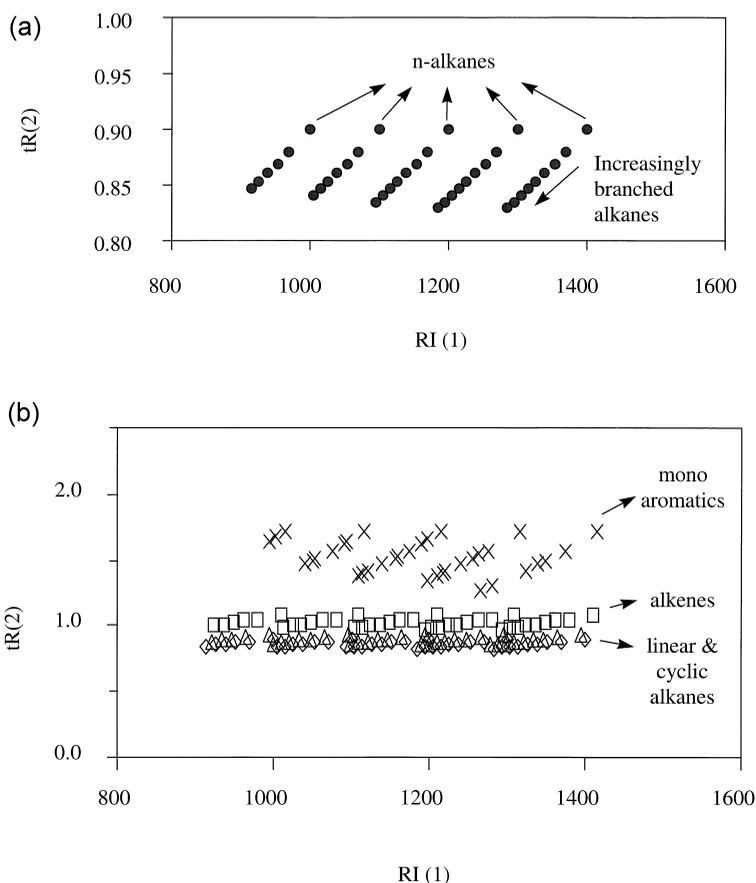 (a)
1.00
0.95
0.90
0.85
0.80
tR(2)
n-alkanes
Increasingly
branched
alkanes
800
1000
1200
1400
1600
RI (1)
(b)
2.0
1.0
0.0
tR(2)
mono
aromatics
alkenes
linear &
cyclic
alkanes
800
1000
1200
1400
1600
RI (1)